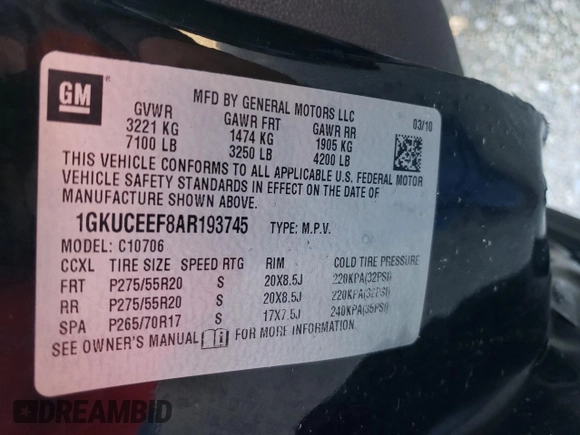 GM
®
MFD BY GENERAL MOTORS LLC
03/10
GVWR GAWR FRT GAWR RR
3221 KG 1474 KG 1905 KG
7100 LB 3250 LB 4200 LB
THIS VEHICLE CONFORMS TO ALL APPLICABLE U.S. FEDERAL MOTOR
VEHICLE SAFETY STANDARDS IN EFFECT ON THE DATE OF
MANUFACTURE SHOWN ABOVE.
1GKUCEEF8AR193745 TYPE: M.P.V.
MODEL: C10706
CCXL TIRE SIZE SPEED RTG RIM COLD TIRE PRESSURE
FRT P275/55R20 S 20X8.5J 220KPA(32PSI)
RR P275/55R20 S 20X8.5J 220KPA(32PSI)
SPA P265/70R17 S 17X7.5J 240KPA(35PSI)
SEE OWNER'S MANUAL FOR MORE INFORMATION.
DREAMBID